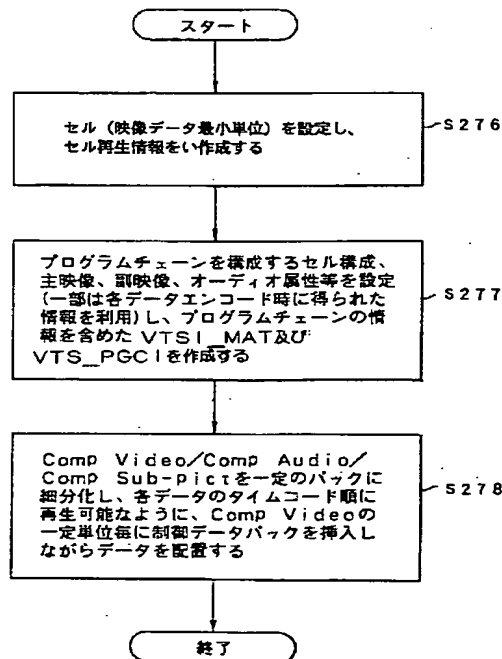 スタート
セル（映像データ最小単位）を設定し、
セル再生情報をい作成する
S276
プログラムチェーンを構成するセル構成、
主映像、副映像、オーディオ属性等を設定
(一部は各データエンコード時に得られた
情報を利用)し、プログラムチェーンの情
報を含めたVTSI_MAT及び
VTS_PGCIを作成する
S277
Comp Video/Comp Audio/
Comp Sub-pictを一定のパックに
細分化し、各データのタイムコード順に
再生可能なように、Comp Videoの
一定単位毎に制御データパックを挿入し
ながらデータを配置する
S278
終了